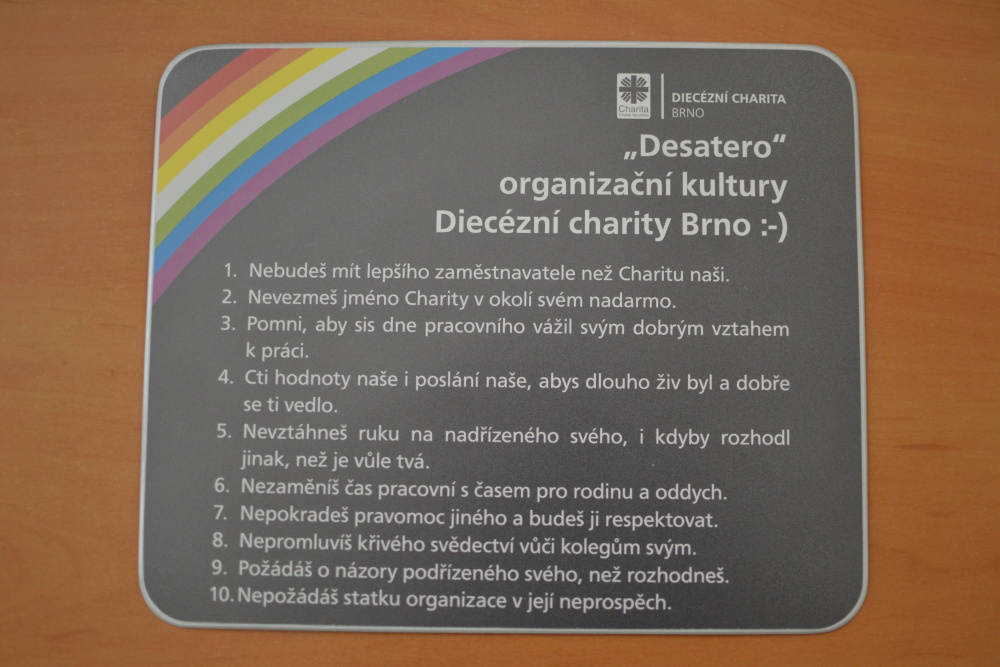 Charita
DIECÉZNÍ CHARITA
BRNO
„Desatero“
organizační kultury
Diecézní charity Brno :-)
1. Nebudeš mít lepšího zaměstnavatele než Charitu naši.
2. Nevezmeš jméno Charity v okolí svém nadarmo.
3. Pomni, aby sis dne pracovního vážil svým dobrým vztahem
k práci.
4. Cti hodnoty naše i poslání naše, abys dlouho živ byl a dobře
se ti vedlo.
5. Nevztáhneš ruku na nadřízeného svého, i kdyby rozhodl
jinak, než je vůle tvá.
6. Nezaměníš čas pracovní s časem pro rodinu a oddych.
7. Nepokradeš pravomoc jiného a budeš ji respektovat.
8. Nepromluvíš křivého svědectví vůči kolegům svým.
9. Požádáš o názory podřízeného svého, než rozhodneš.
10. Nepožádáš statku organizace v její neprospěch.